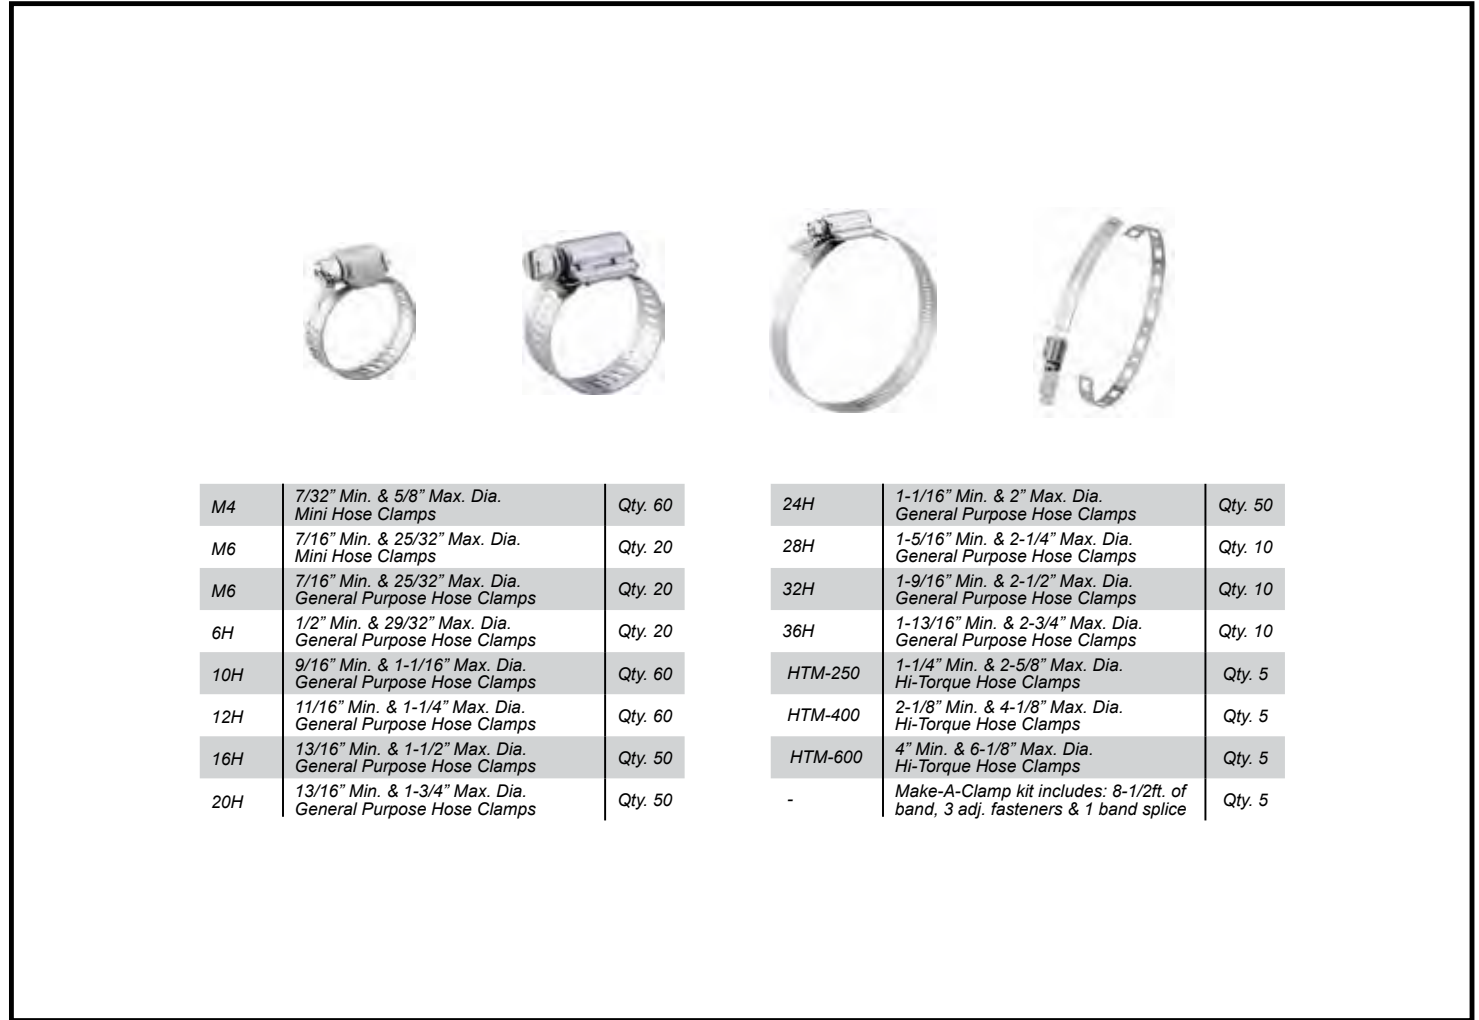 M4
7/32” Min. & 5/8” Max. Dia.
Mini Hose Clamps
Qty. 60
M6
7/16” Min. & 25/32” Max. Dia.
Mini Hose Clamps
Qty. 20
M6
7/16” Min. & 25/32” Max. Dia.
General Purpose Hose Clamps
Qty. 20
6H
1/2” Min. & 29/32” Max. Dia.
General Purpose Hose Clamps
Qty. 20
10H
9/16” Min. & 1-1/16” Max. Dia.
General Purpose Hose Clamps
Qty. 60
12H
11/16” Min. & 1-1/4” Max. Dia.
General Purpose Hose Clamps
Qty. 60
16H
13/16” Min. & 1-1/2” Max. Dia.
General Purpose Hose Clamps
Qty. 50
20H
13/16” Min. & 1-3/4” Max. Dia.
General Purpose Hose Clamps
Qty. 50
24H
1-1/16” Min. & 2” Max. Dia.
General Purpose Hose Clamps
Qty. 50
28H
1-5/16” Min. & 2-1/4” Max. Dia.
General Purpose Hose Clamps
Qty. 10
32H
1-9/16” Min. & 2-1/2” Max. Dia.
General Purpose Hose Clamps
Qty. 10
36H
1-13/16” Min. & 2-3/4” Max. Dia.
General Purpose Hose Clamps
Qty. 10
HTM-250
1-1/4” Min. & 2-5/8” Max. Dia.
Hi-Torque Hose Clamps
Qty. 5
HTM-400
2-1/8” Min. & 4-1/8” Max. Dia.
Hi-Torque Hose Clamps
Qty. 5
HTM-600
4” Min. & 6-1/8” Max. Dia.
Hi-Torque Hose Clamps
Qty. 5
-
Make-A-Clamp kit includes: 8-1/2ft. of
band, 3 adj. fasteners & 1 band splice
Qty. 5